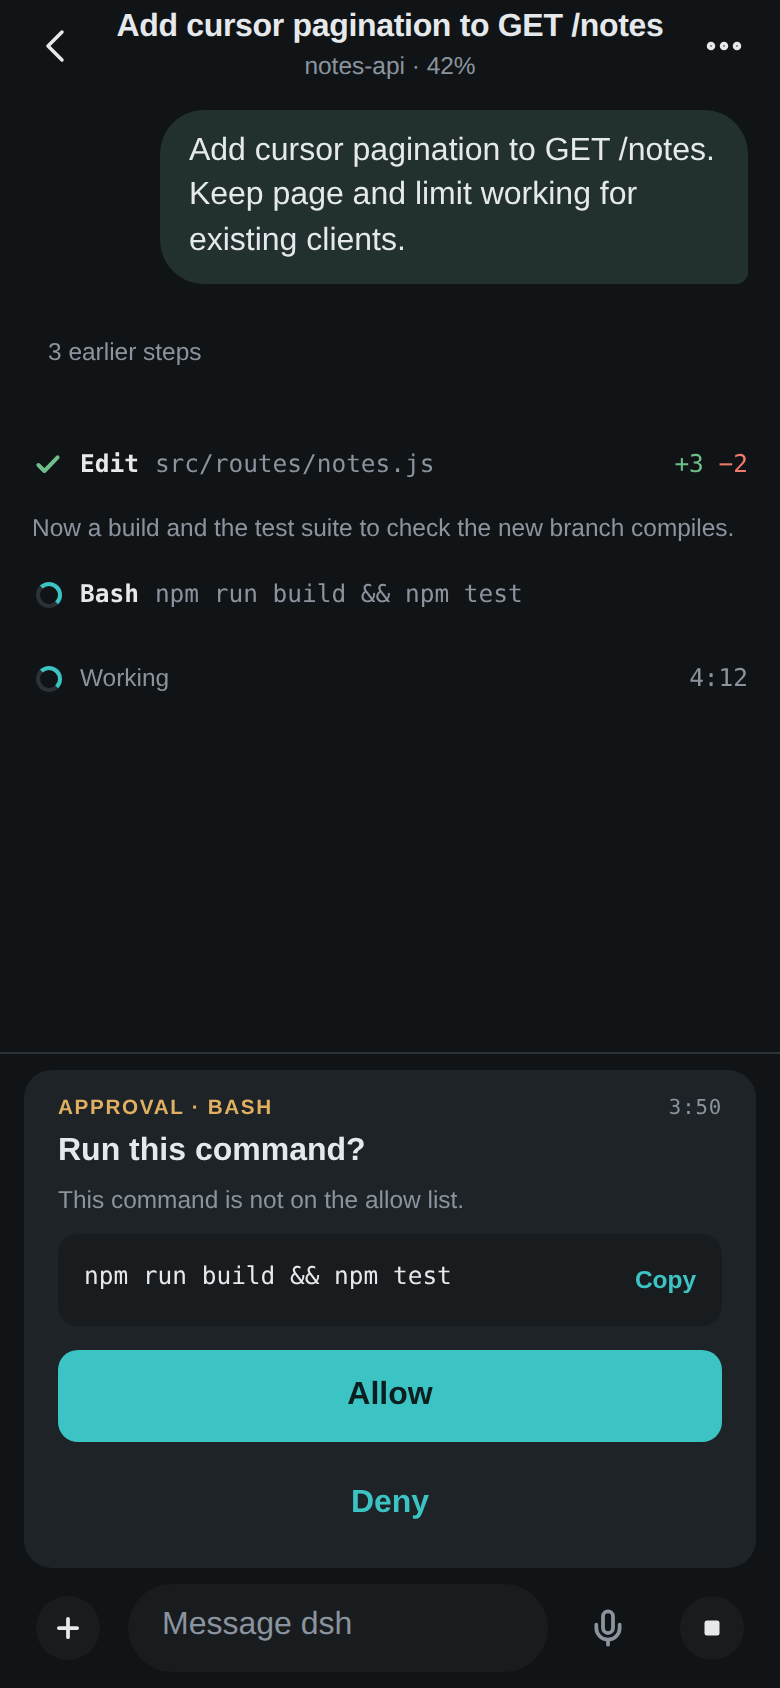 Add cursor pagination to GET /notes
notes-api · 42%
Add cursor pagination to GET /notes.
Keep page and limit working for
existing clients.
3 earlier steps
Edit src/routes/notes.js +3 −2
Now a build and the test suite to check the new branch compiles.
Bash npm run build && npm test
Working 4:12
APPROVAL · BASH 3:50
Run this command?
This command is not on the allow list.
npm run build && npm test Copy
Allow
Deny
Message dsh